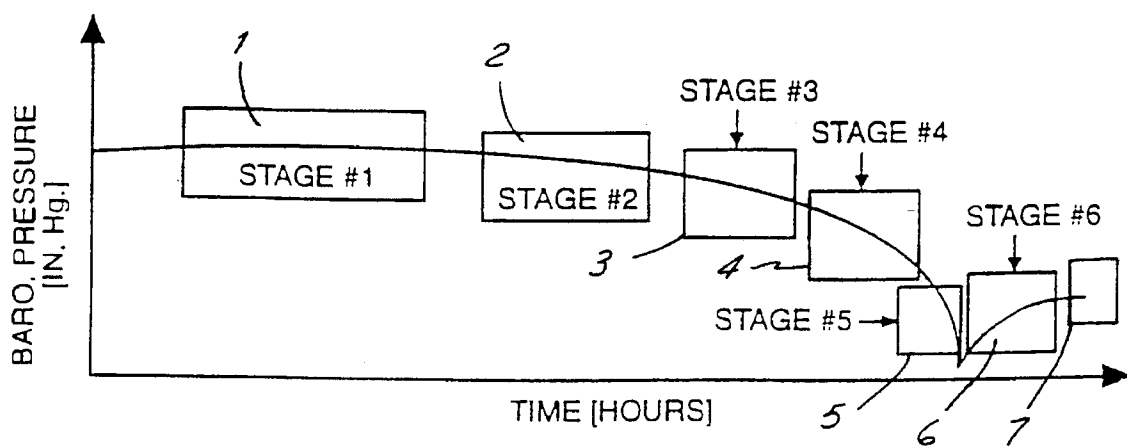 1
2
STAGE #3
STAGE #4
STAGE #1
STAGE #2
STAGE #6
3
4
STAGE #5
5
6
7
BARO, PRESSURE
[IN. Hg.]
TIME [HOURS]